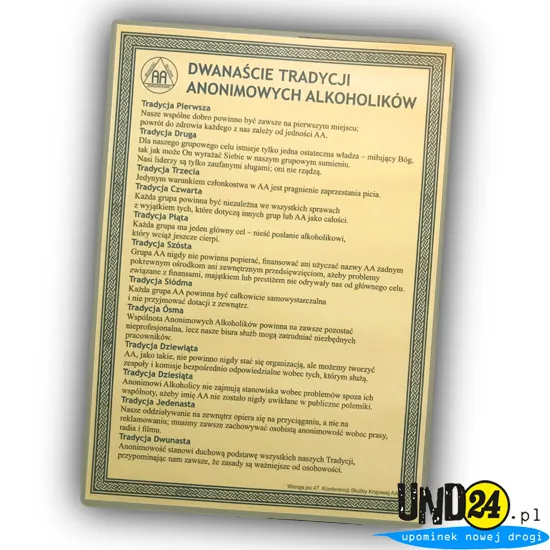 AA
DWANAŚCIE TRADYCJI
ANONIMOWYCH ALKOHOLIKÓW
Tradycja Pierwsza
Nasze wspólne dobro powinno być zawsze na pierwszym miejscu;
powrót do zdrowia każdego z nas zależy od jedności AA.
Tradycja Druga
Dla naszego grupowego celu istnieje tylko jedna ostateczna władza – miłujący Bóg,
tak jak może On wyrażać Siebie w naszym grupowym sumieniu.
Nasi liderzy są tylko zaufanymi sługami; oni nie rządzą.
Tradycja Trzecia
Jedynym warunkiem członkostwa w AA jest pragnienie zaprzestania picia.
Tradycja Czwarta
Każda grupa powinna być niezależna we wszystkich sprawach
z wyjątkiem tych, które dotyczą innych grup lub AA jako całości.
Tradycja Piąta
Każda grupa ma jeden główny cel – nieść posłanie alkoholikowi,
który wciąż jeszcze cierpi.
Tradycja Szósta
Grupa AA nigdy nie powinna popierać, finansować ani użyczać nazwy AA żadnym
pokrewnym ośrodkom ani zewnętrznym przedsięwzięciom, ażeby problemy
związane z finansami, majątkiem lub prestiżem nie odrywały nas od głównego celu.
Tradycja Siódma
Każda grupa AA powinna być całkowicie samowystarczalna
i nie przyjmować dotacji z zewnątrz.
Tradycja Ósma
Wspólnota Anonimowych Alkoholików powinna na zawsze pozostać
nieprofesjonalna, lecz nasze biura służb mogą zatrudniać niezbędnych
pracowników.
Tradycja Dziewiąta
AA, jako takie, nie powinno nigdy stać się organizacją, ale możemy tworzyć
zespoły i komisje bezpośrednio odpowiedzialne wobec tych, którym służą.
Tradycja Dziesiąta
Anonimowi Alkoholicy nie zajmują stanowiska wobec problemów spoza ich
wspólnoty, ażeby imię AA nie zostało nigdy uwikłane w publiczne polemiki.
Tradycja Jedenasta
Nasze oddziaływanie na zewnątrz opiera się na przyciąganiu, a nie na
reklamowaniu; musimy zawsze zachowywać osobistą anonimowość wobec prasy,
radia i filmu.
Tradycja Dwunasta
Anonimowość stanowi duchową podstawę wszystkich naszych Tradycji,
przypominając nam zawsze, że zasady są ważniejsze od osobowości.
Wersja po 47. Konferencji Służby Krajowej AA
UND24.pl
upominek nowej drogi